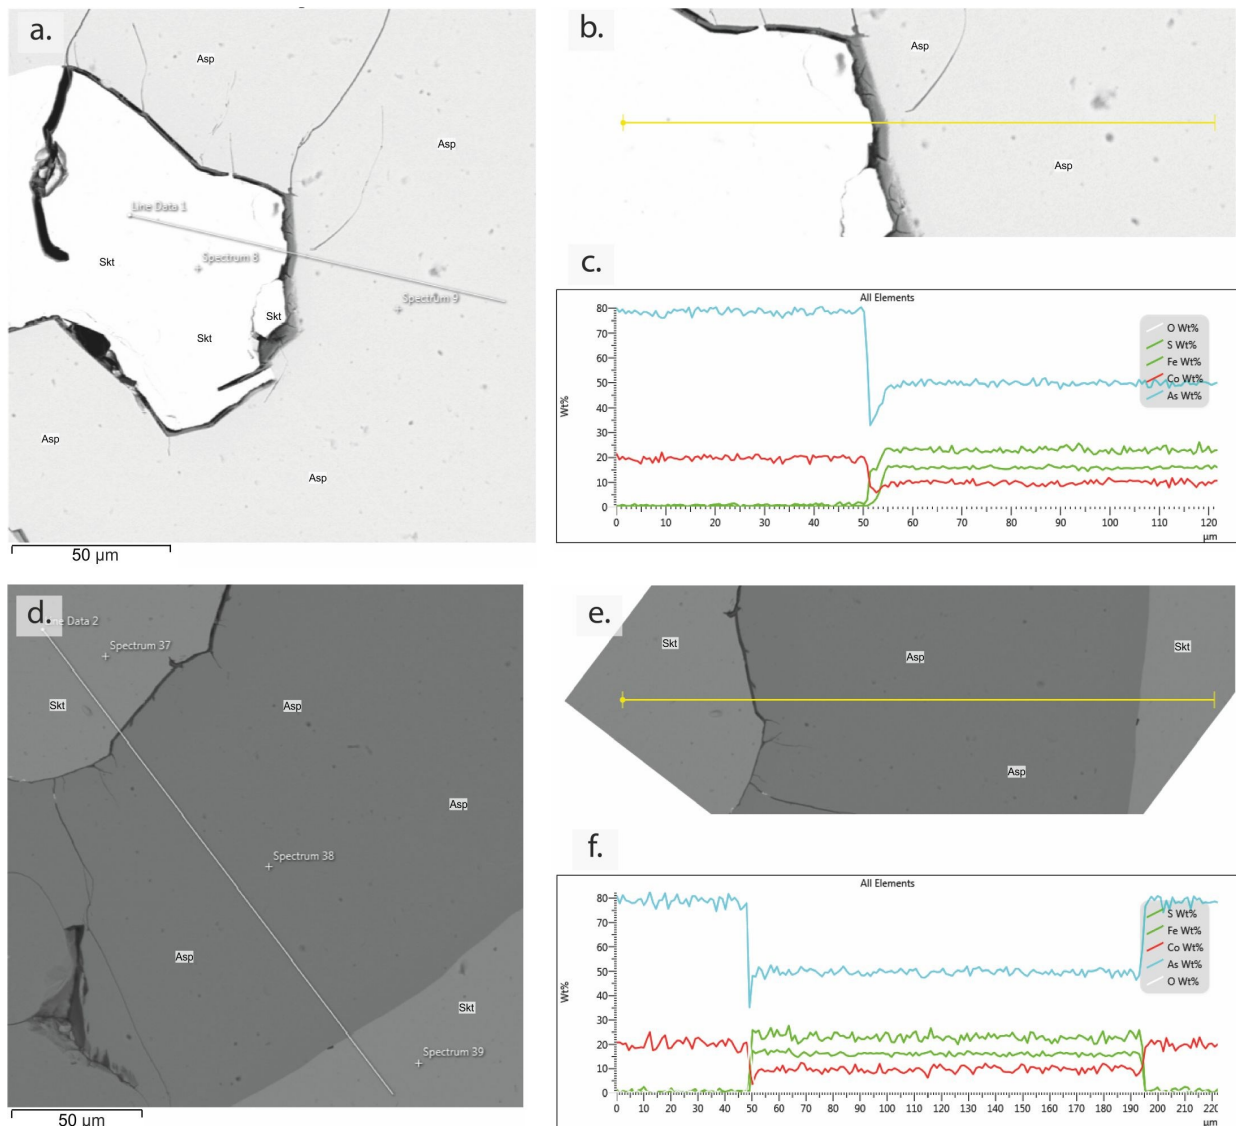 a.
Asp
Asp
Line Data 1
Skt
Spectrum 8
Spectrum 9
Skt
Skt
Asp
Asp
50 µm
b.
Asp
Asp
c.
All Elements
Wt%
80
70
60
50
40
30
20
10
0
O Wt%
S Wt%
Fe Wt%
Co Wt%
As Wt%
0 10 20 30 40 50 60 70 80 90 100 110 120
µm
d.
Data 2
Spectrum 37
Skt
Asp
Asp
Spectrum 38
Asp
Skt
Spectrum 39
50 µm
e.
Skt
Asp
Skt
Asp
f.
All Elements
Wt%
80
70
60
50
40
30
20
10
0
S Wt%
Fe Wt%
Co Wt%
As Wt%
O Wt%
0 10 20 30 40 50 60 70 80 90 100 110 120 130 140 150 160 170 180 190 200 210 220
µm